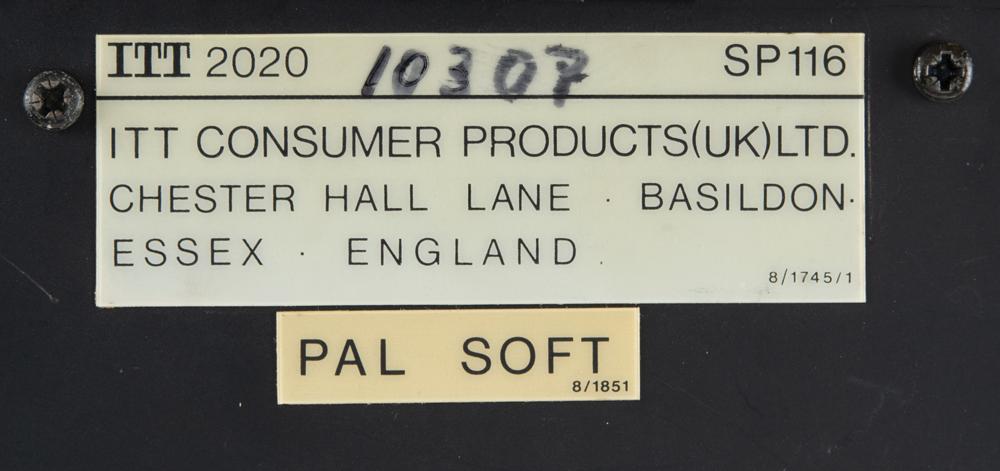 ITT 2020 10307 SP116
ITT CONSUMER PRODUCTS(UK)LTD.
CHESTER HALL LANE · BASILDON·
ESSEX · ENGLAND .
8/1745/1
PAL SOFT
8/1851